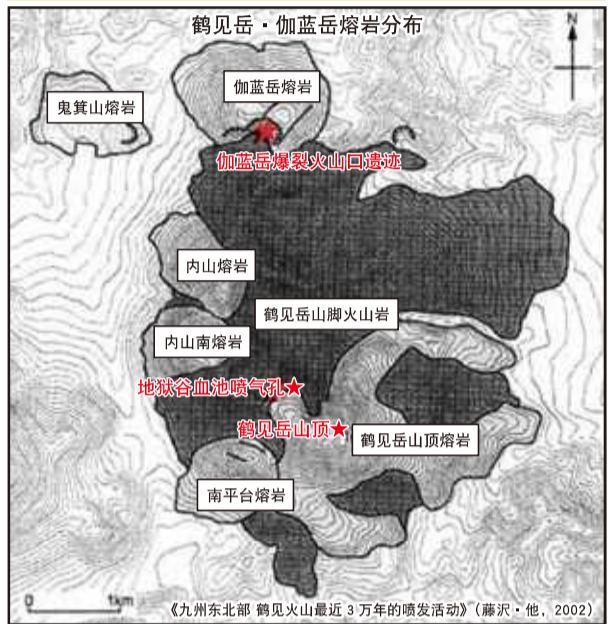 鹤见岳・伽蓝岳熔岩分布
N
伽蓝岳熔岩
鬼箕山熔岩
伽蓝岳爆裂火山口遗迹
内山熔岩
鹤见岳山脚火山岩
内山南熔岩
地狱谷血池喷气孔★
鹤见岳山顶★
鹤见岳山顶熔岩
南平台熔岩
0 1km
《九州东北部 鹤见火山最近 3 万年的喷发活动》（藤沢・他，2002）